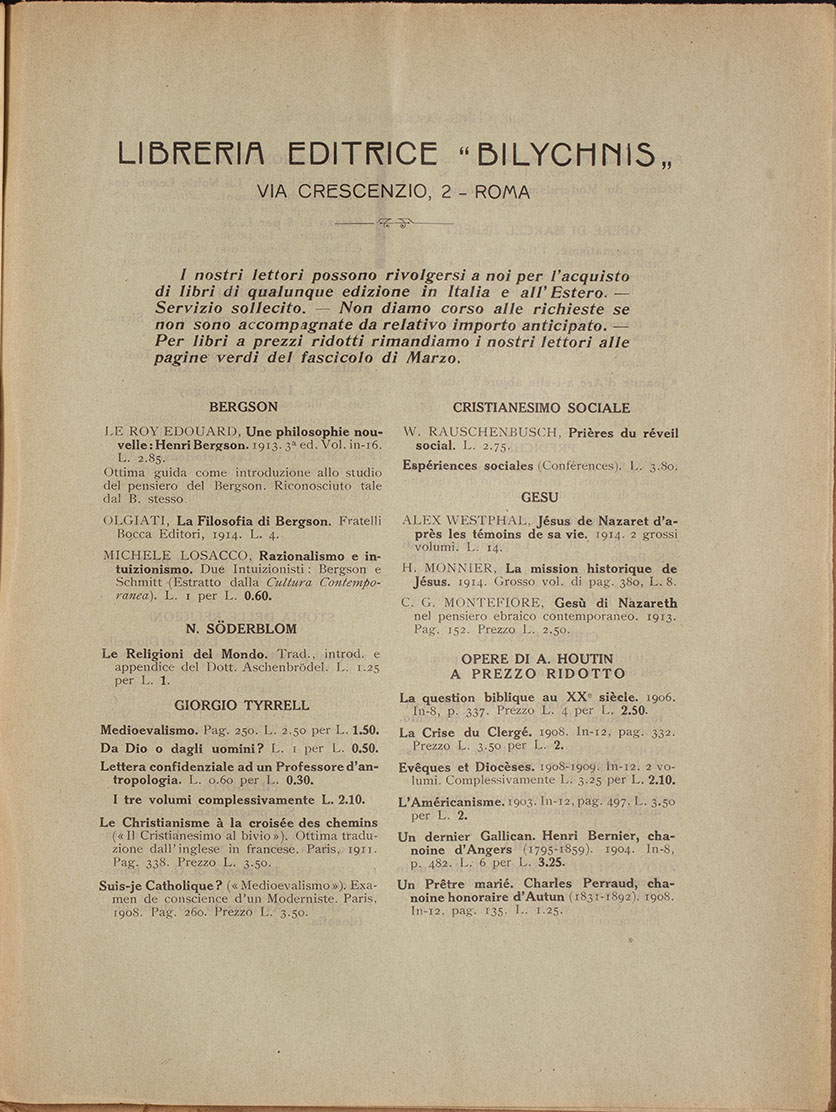 LIBRERIA EDITRICE “BILYCHNIS„
VIA CRESCENZIO, 2 - ROMA
I nostri lettori possono rivolgersi a noi per l'acquisto
di libri di qualunque edizione in Italia e all'Estero. —
Servizio sollecito. — Non diamo corso alle richieste se
non sono accompagnate da relativo importo anticipato. —
Per libri a prezzi ridotti rimandiamo i nostri lettori alle
pagine verdi del fascicolo di Marzo.
BERGSON
LE ROY EDOUARD, Une philosophie nou-
velle: Henri Bergson. 1913. 3ª ed. Vol. in-16.
L. 2.85.
Ottima guida come introduzione allo studio
del pensiero del Bergson. Riconosciuto tale
dal B. stesso
OLGIATI, La Filosofia di Bergson. Fratelli
Bocca Editori, 1914. L. 4.
MICHELE LOSACCO, Razionalismo e in-
tuizionismo. Due Intuizionisti: Bergson e
Schmitt (Estratto dalla Cultura Contempo-
ranea). L. 1 per L. 0.60.
N. SÖDERBLOM
Le Religioni del Mondo. Trad., introd. e
appendice del Dott. Aschenbrödel. L. 1.25
per L. 1.
GIORGIO TYRRELL
Medioevalismo. Pag. 250. L. 2.50 per L. 1.50.
Da Dio o dagli uomini? L. 1 per L. 0.50.
Lettera confidenziale ad un Professore d'an-
tropologia. L. 0.60 per L. 0.30.
I tre volumi complessivamente L. 2.10.
Le Christianisme à la croisée des chemins
(«Il Cristianesimo al bivio»). Ottima tradu-
zione dall'inglese in francese. Paris, 1911.
Pag. 338. Prezzo L. 3.50.
Suis-je Catholique? («Medioevalismo»). Exa-
men de conscience d'un Moderniste. Paris,
1908. Pag. 260. Prezzo L. 3.50.
CRISTIANESIMO SOCIALE
W. RAUSCHENBUSCH, Prières du réveil
social. L. 2.75.
Espériences sociales (Conférences). L. 3.80.
GESU
ALEX WESTPHAL, Jésus de Nazaret d'a-
près les témoins de sa vie. 1914. 2 grossi
volumi. L. 14.
H. MONNIER, La mission historique de
Jésus. 1914. Grosso vol. di pag. 380, L. 8.
C. G. MONTEFIORE, Gesù di Nazareth
nel pensiero ebraico contemporaneo. 1913.
Pag. 152. Prezzo L. 2.50.
OPERE DI A. HOUTIN
A PREZZO RIDOTTO
La question biblique au XXᵉ siècle. 1906.
In-8, p. 337. Prezzo L. 4 per L. 2.50.
La Crise du Clergé. 1908. In-12, pag. 332.
Prezzo L. 3.50 per L. 2.
Evêques et Diocèses. 1908-1909. In-12. 2 vo-
lumi. Complessivamente L. 3.25 per L. 2.10.
L'Américanisme. 1903. In-12, pag. 497. L. 3.50
per L. 2.
Un dernier Gallican. Henri Bernier, cha-
noine d'Angers (1795-1859). 1904. In-8,
p. 482. L. 6 per L. 3.25.
Un Prêtre marié. Charles Perraud, cha-
noine honoraire d'Autun (1831-1892). 1908.
In-12. pag. 135. L. 1.25.